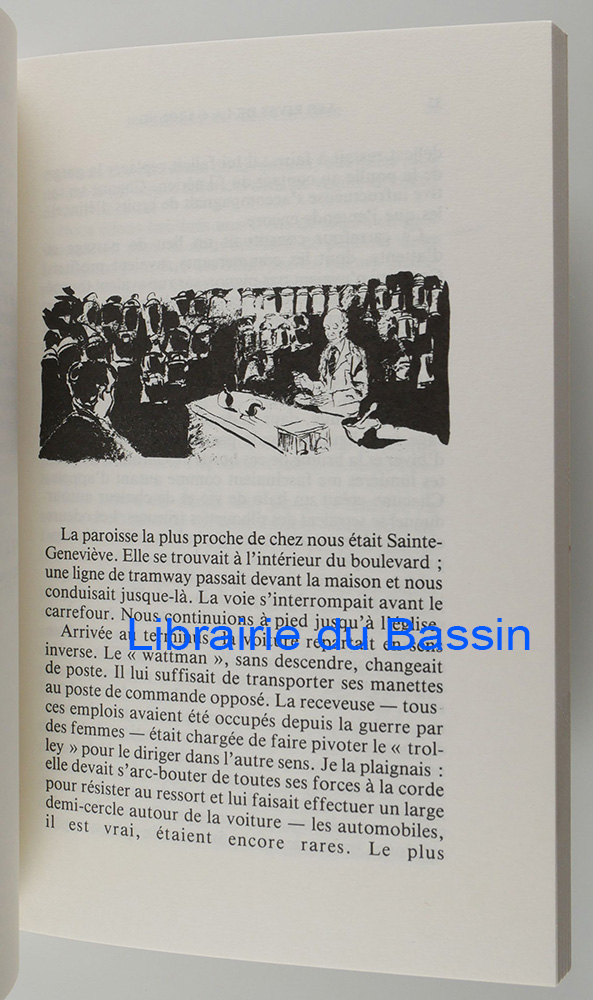 La paroisse la plus proche de chez nous était Sainte-
Geneviève. Elle se trouvait à l'intérieur du boulevard ;
une ligne de tramway passait devant la maison et nous
conduisait jusque-là. La voie s'interrompait avant le
carrefour. Nous continuions à pied jusqu'à l'église.
Arrivée au terminus, la voiture repartait en sens
Librairie du Bassin
inverse. Le « wattman », sans descendre, changeait
de poste. Il lui suffisait de transporter ses manettes
au poste de commande opposé. La receveuse — tous
ces emplois avaient été occupés depuis la guerre par
des femmes — était chargée de faire pivoter le « trol-
ley » pour le diriger dans l'autre sens. Je la plaignais :
elle devait s'arc-bouter de toutes ses forces à la corde
pour résister au ressort et lui faisait effectuer un large
demi-cercle autour de la voiture — les automobiles,
il est vrai, étaient encore rares. Le plus